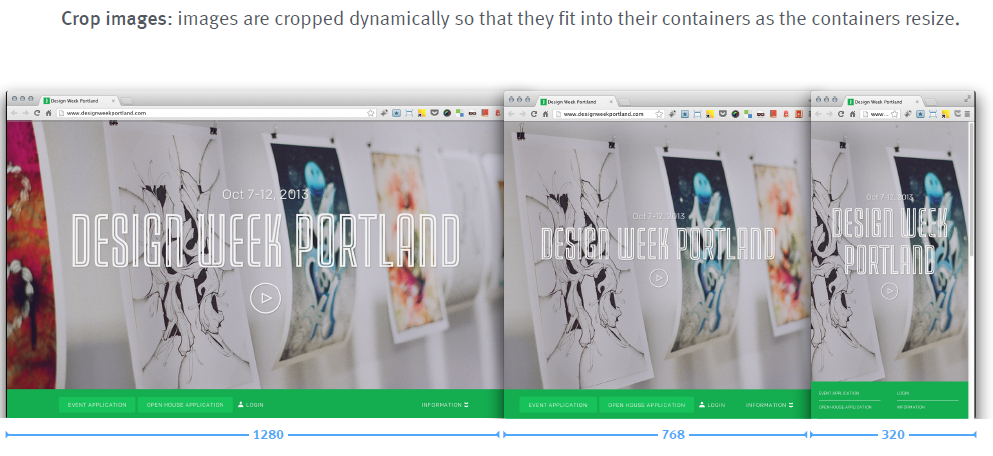 Crop images: images are cropped dynamically so that they fit into their containers as the containers resize.
Design Week Portland
www.designweekportland.com
Oct 7-12, 2013
DESIGN WEEK PORTLAND
EVENT APPLICATION
OPEN HOUSE APPLICATION
LOGIN
INFORMATION
1280
Design Week Portland
www.designweekportland.com
Oct 7-12, 2013
DESIGN WEEK PORTLAND
EVENT APPLICATION
OPEN HOUSE APPLICATION
LOGIN
INFORMATION
768
Design Week Portland
www...
Oct 7-12, 2013
DESIGN WEEK
PORTLAND
EVENT APPLICATION
LOGIN
OPEN HOUSE APPLICATION
INFORMATION
320